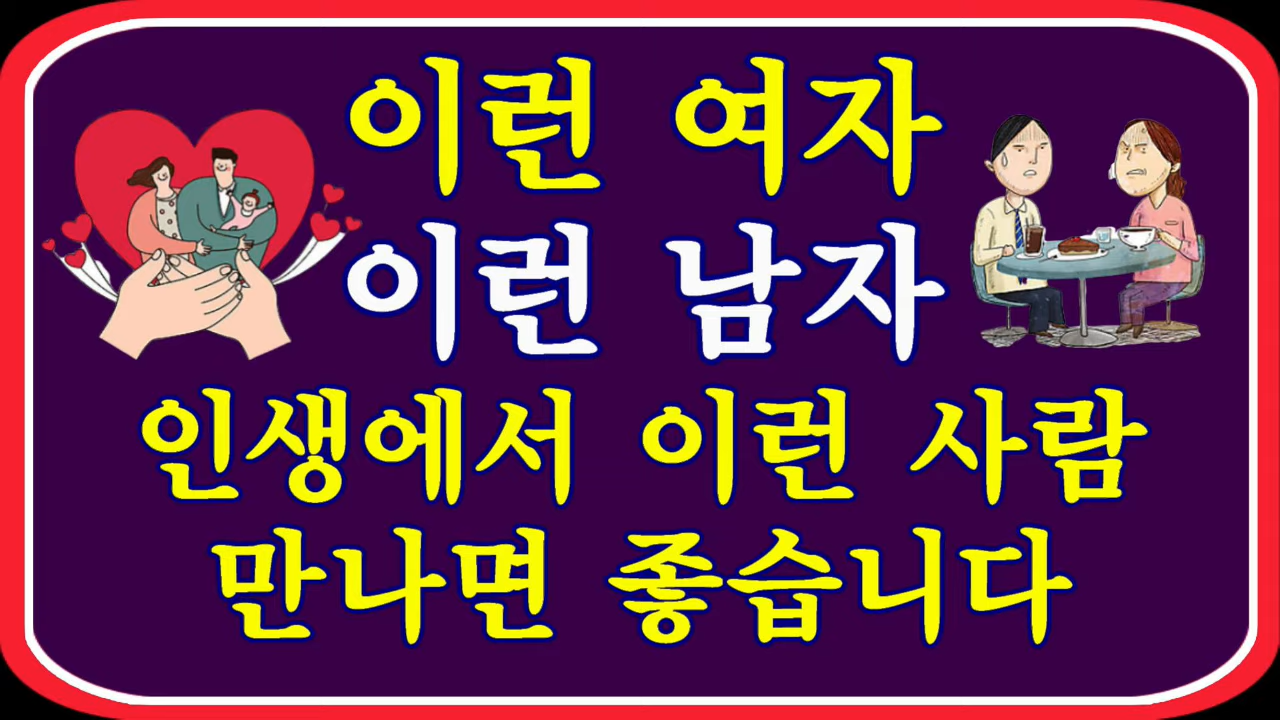 이런 여자
이런 남자
인생에서 이런 사람
만나면 좋습니다